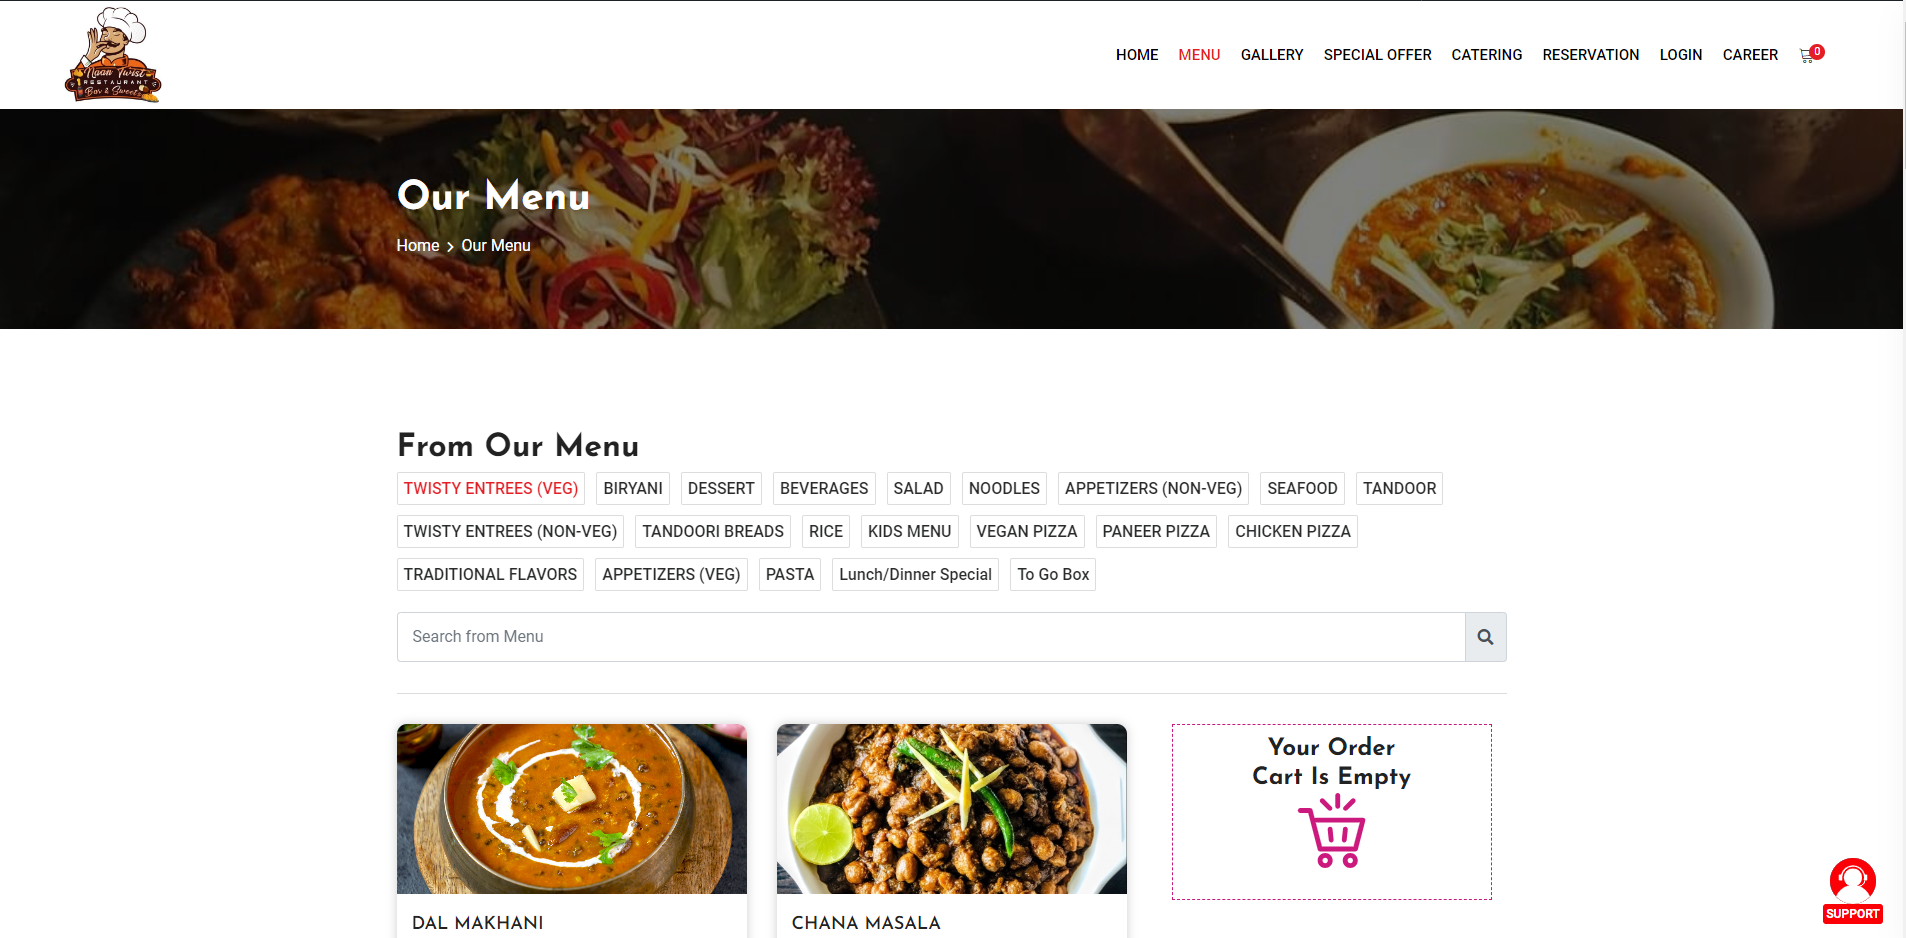 Naan Twist
RESTAURANT
Bar & Sweets
HOME MENU GALLERY SPECIAL OFFER CATERING RESERVATION LOGIN CAREER 0
Our Menu
Home > Our Menu
From Our Menu
TWISTY ENTREES (VEG) BIRYANI DESSERT BEVERAGES SALAD NOODLES APPETIZERS (NON-VEG) SEAFOOD TANDOOR
TWISTY ENTREES (NON-VEG) TANDOORI BREADS RICE KIDS MENU VEGAN PIZZA PANEER PIZZA CHICKEN PIZZA
TRADITIONAL FLAVORS APPETIZERS (VEG) PASTA Lunch/Dinner Special To Go Box
Search from Menu
Your Order
Cart Is Empty
DAL MAKHANI CHANA MASALA
SUPPORT